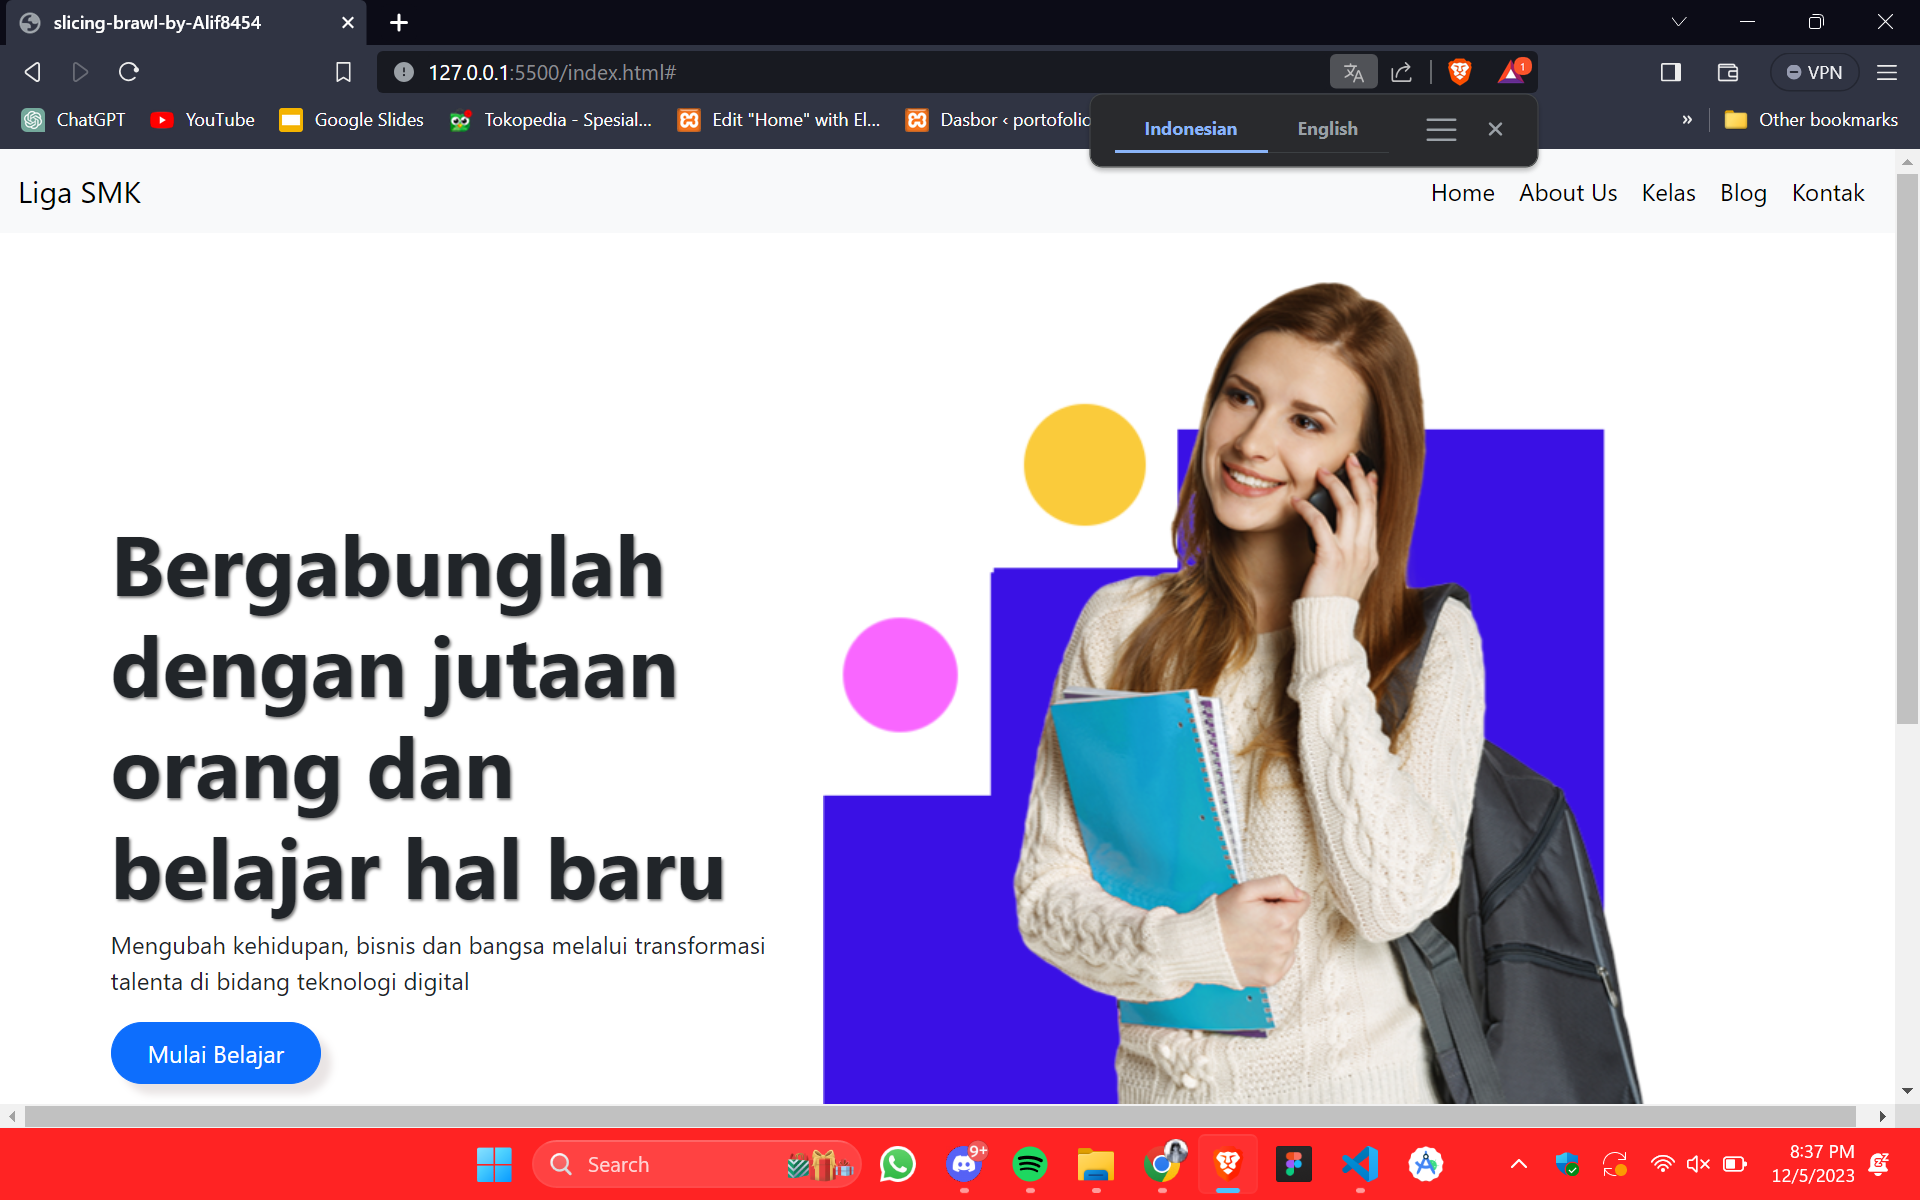 slicing-brawl-by-Alif8454
127.0.0.1:5500/index.html#
1
VPN
ChatGPT
YouTube
Google Slides
Tokopedia - Spesial...
Edit "Home" with El...
Dasbor ‹ portofolio
Other bookmarks
Indonesian
English
Liga SMK
Home
About Us
Kelas
Blog
Kontak
Bergabunglah
dengan jutaan
orang dan
belajar hal baru
Mengubah kehidupan, bisnis dan bangsa melalui transformasi
talenta di bidang teknologi digital
Mulai Belajar
Search
9+
8:37 PM
12/5/2023